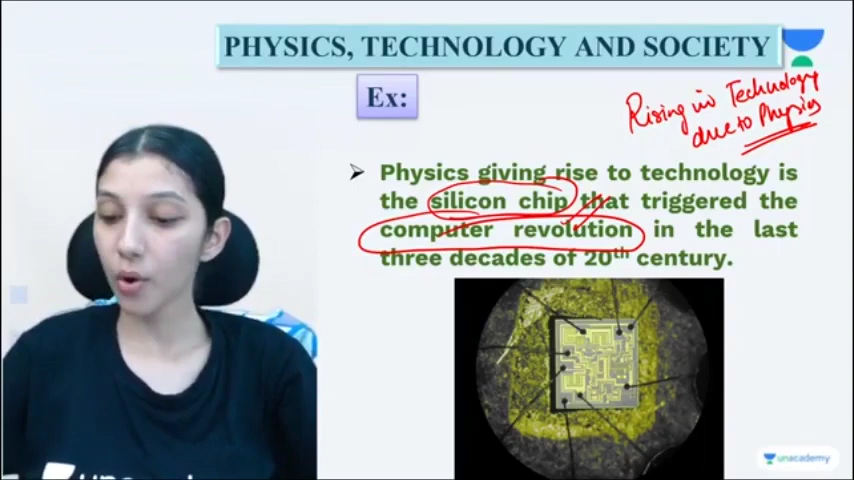 PHYSICS, TECHNOLOGY AND SOCIETY
Ex:
Rising in Technology
due to Physics
➤ Physics giving rise to technology is
the silicon chip that triggered the
computer revolution in the last
three decades of 20th century.
unacademy